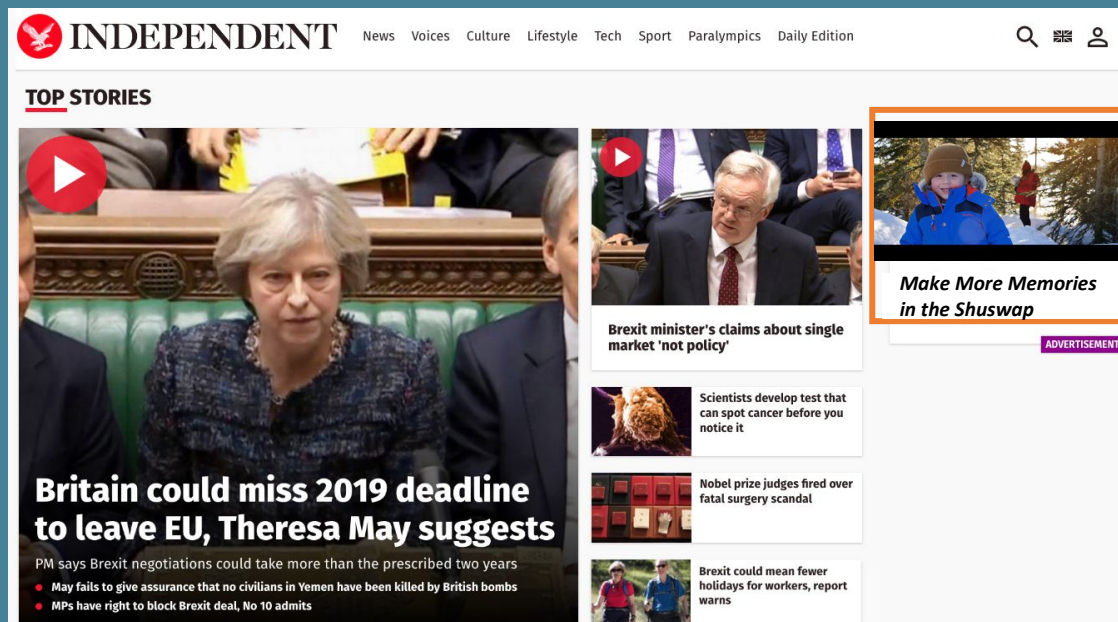 INDEPENDENT
News Voices Culture Lifestyle Tech Sport Paralympics Daily Edition
TOP STORIES
Britain could miss 2019 deadline
to leave EU, Theresa May suggests
PM says Brexit negotiations could take more than the prescribed two years
May fails to give assurance that no civilians in Yemen have been killed by British bombs
MPs have right to block Brexit deal, No 10 admits
Brexit minister's claims about single
market 'not policy'
Scientists develop test that
can spot cancer before you
notice it
Nobel prize judges fired over
fatal surgery scandal
Brexit could mean fewer
holidays for workers, report
warns
Make More Memories
in the Shuswap
ADVERTISEMENT